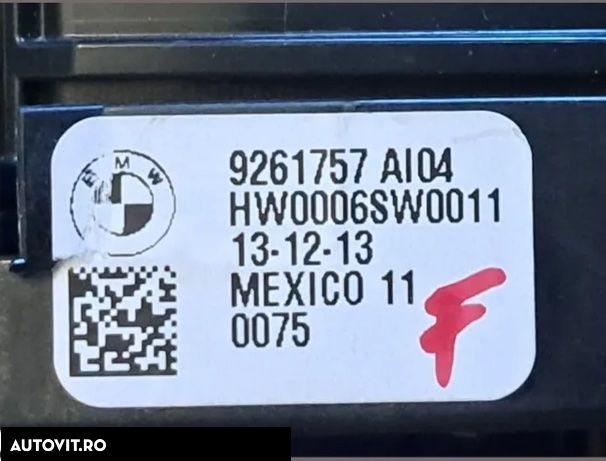 BMW
9261757 AI04
HW0006SW0011
13-12-13
MEXICO 11
0075
F
AUTOVIT.RO